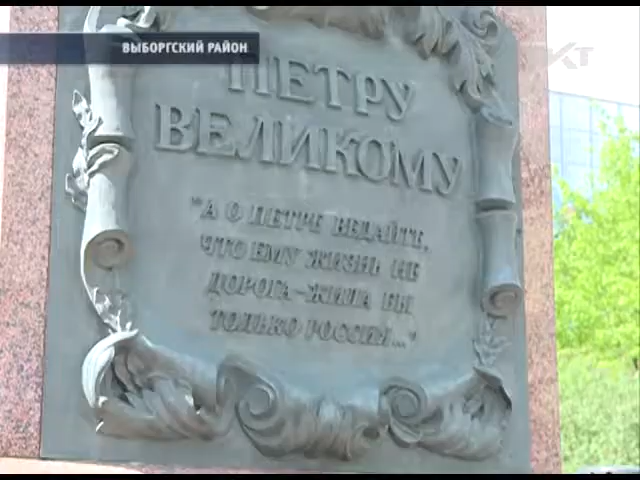 ВЫБОРГСКИЙ РАЙОН
ПЕТРУ
ВЕЛИКОМУ
"А О ПЕТРЕ ВЕДАЙТЕ,
ЧТО ЕМУ ЖИЗНЬ НЕ
ДОРОГА-ЖИЛА БЫ
ТОЛЬКО РОССИЯ..."